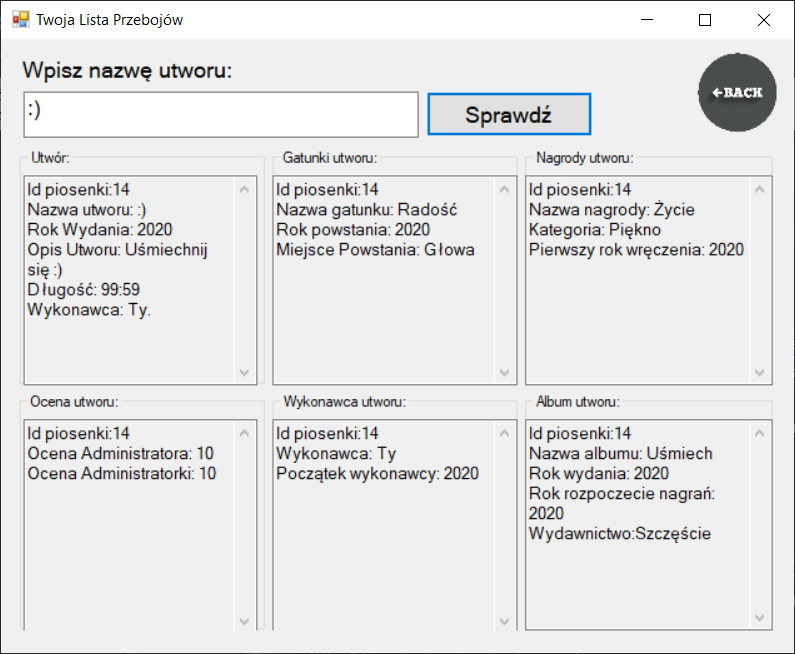 Twoja Lista Przebojów
Wpisz nazwę utworu:
:)
Sprawdź
←BACK
Utwór:
Id piosenki:14
Nazwa utworu: :)
Rok Wydania: 2020
Opis Utworu: Uśmiechnij
się :)
Długość: 99:59
Wykonawca: Ty.
Gatunki utworu:
Id piosenki:14
Nazwa gatunku: Radość
Rok powstania: 2020
Miejsce Powstania: Głowa
Nagrody utworu:
Id piosenki:14
Nazwa nagrody: Życie
Kategoria: Piękno
Pierwszy rok wręczenia: 2020
Ocena utworu:
Id piosenki:14
Ocena Administratora: 10
Ocena Administratorki: 10
Wykonawca utworu:
Id piosenki:14
Wykonawca: Ty
Początek wykonawcy: 2020
Album utworu:
Id piosenki:14
Nazwa albumu: Uśmiech
Rok wydania: 2020
Rok rozpoczecie nagrań:
2020
Wydawnictwo:Szczęście